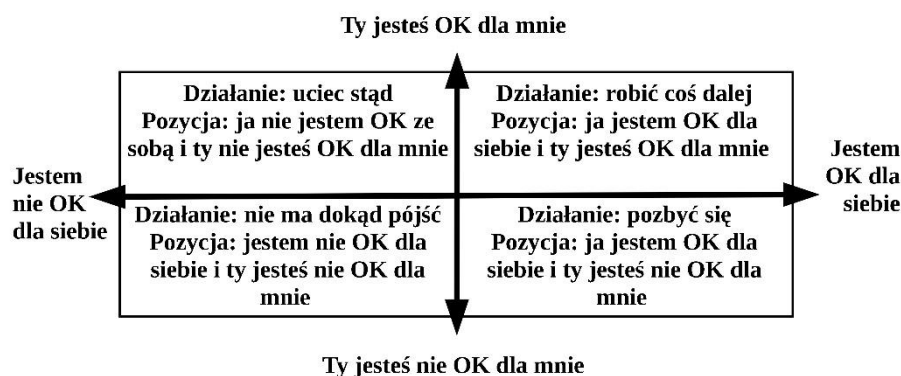 Ty jesteś OK dla mnie
Działanie: uciec stąd
Pozycja: ja nie jestem OK ze
sobą i ty nie jesteś OK dla mnie
Działanie: robić coś dalej
Pozycja: ja jestem OK dla
siebie i ty jesteś OK dla mnie
Jestem
nie OK
dla siebie
Jestem
OK dla
siebie
Działanie: nie ma dokąd pójść
Pozycja: jestem nie OK dla
siebie i ty jesteś nie OK dla
mnie
Działanie: pozbyć się
Pozycja: ja jestem OK dla
siebie i ty jesteś nie OK dla
mnie
Ty jesteś nie OK dla mnie